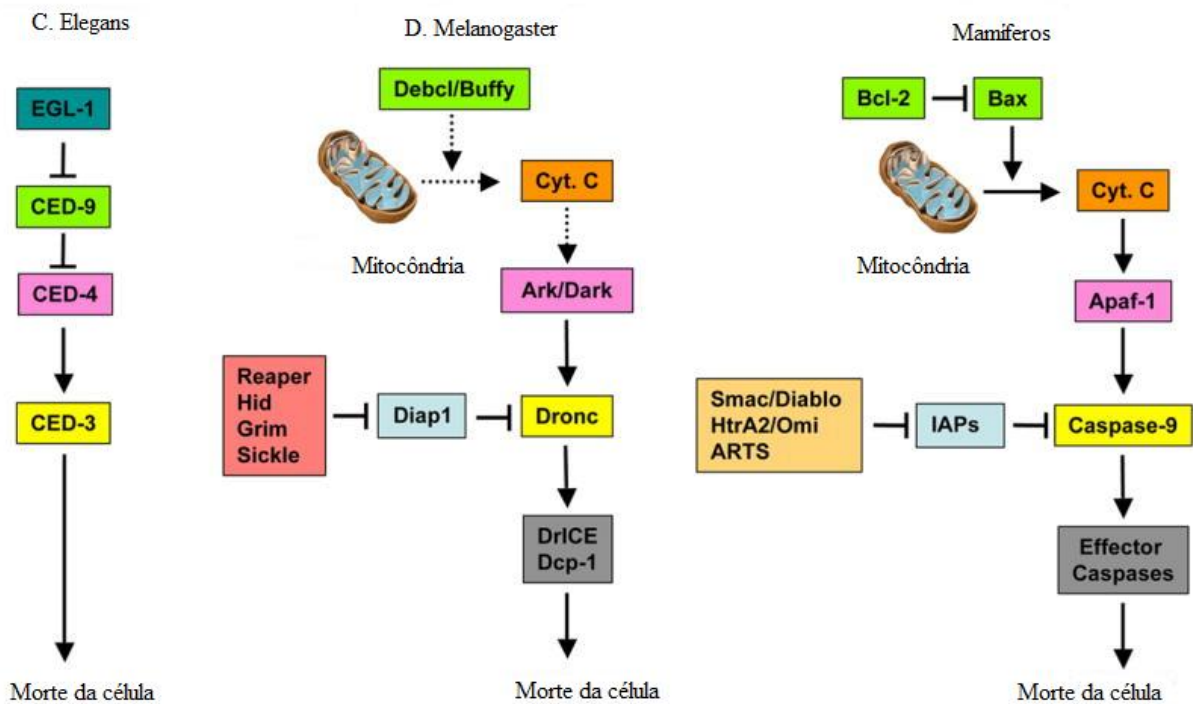 C. Elegans
EGL-1
CED-9
CED-4
CED-3
Morte da célula
D. Melanogaster
Debcl/Buffy
Cyt. C
Mitocôndria
Ark/Dark
Reaper
Hid
Grim
Sickle
Diap1
Dronc
DrICE
Dcp-1
Morte da célula
Mamíferos
Bcl-2
Bax
Cyt. C
Mitocôndria
Apaf-1
Smac/Diablo
HtrA2/Omi
ARTS
IAPs
Caspase-9
Effector
Caspases
Morte da célula